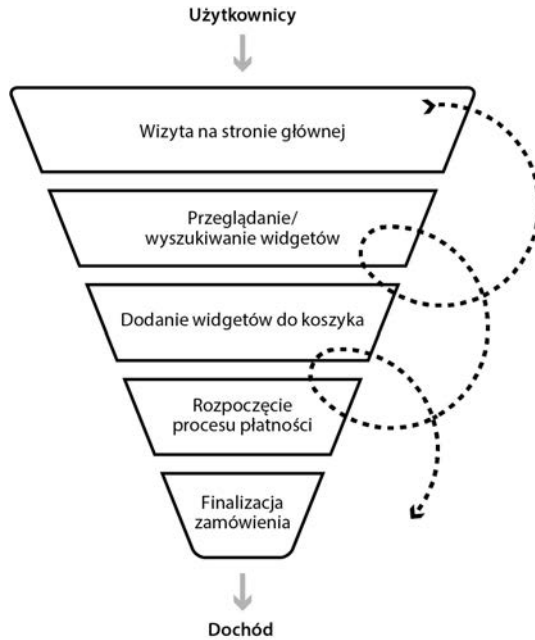 Użytkownicy
Wizyta na stronie głównej
Przeglądanie/
wyszukiwanie widgetów
Dodanie widgetów do koszyka
Rozpoczęcie
procesu płatności
Finalizacja
zamówienia
Dochód